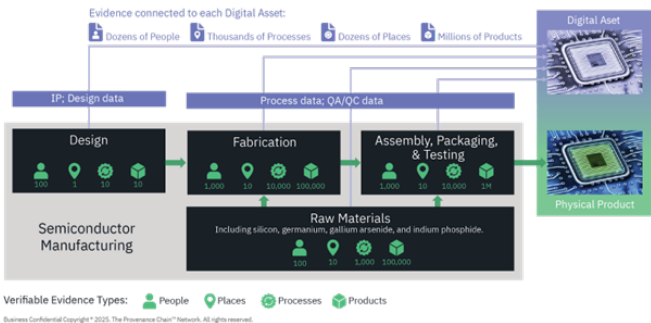 Evidence connected to each Digital Asset:
Dozens of People
Thousands of Processes
Dozens of Places
Millions of Products
Digital Aset
IP; Design data
Process data; QA/QC data
Design
100
1
10
10
Fabrication
1,000
10
10,000
100,000
Assembly, Packaging,
& Testing
1,000
10
10,000
1M
Physical Product
Semiconductor
Manufacturing
Raw Materials
Including silicon, germanium, gallium arsenide, and indium phosphide.
100
10
1,000
100,000
Verifiable Evidence Types:
People
Places
Processes
Products
Business Confidential Copyright © 2025. The Provenance Chain™ Network. All rights reserved.